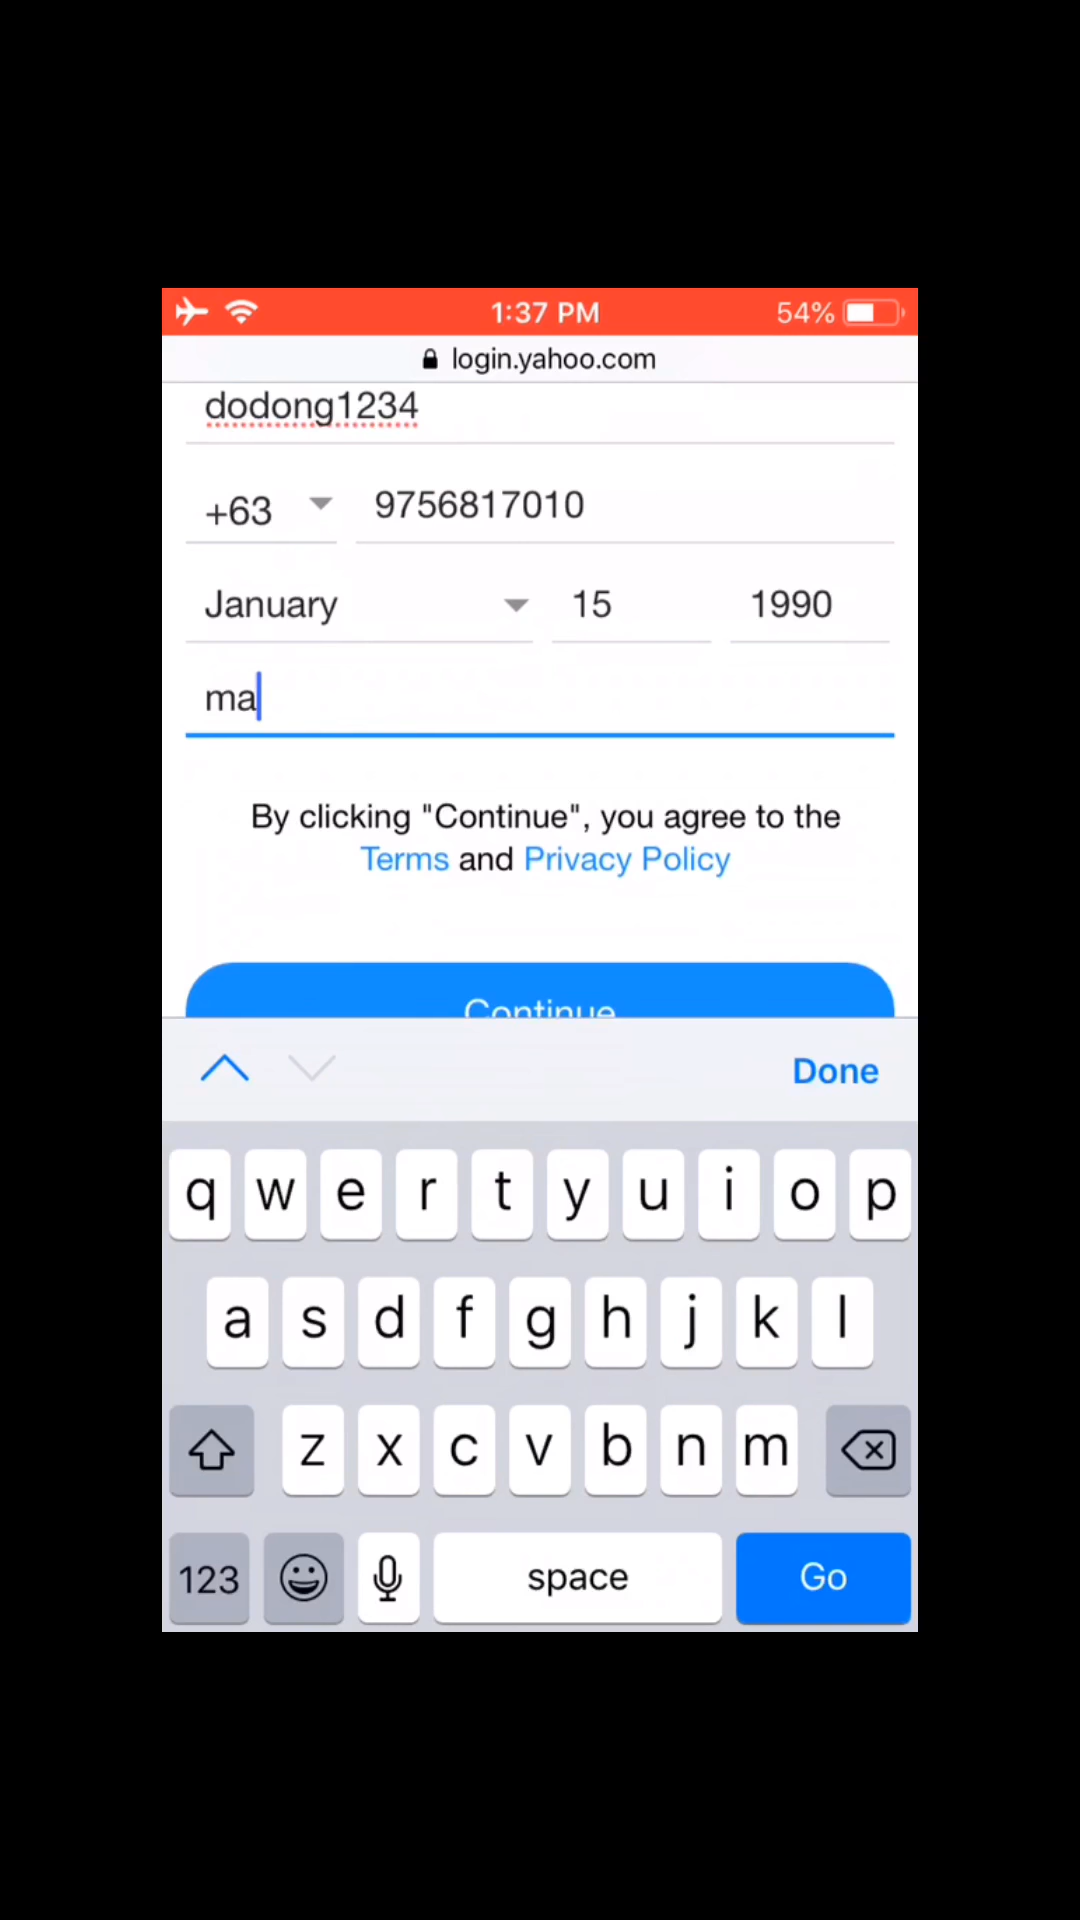 1:37 PM 54%
login.yahoo.com
dodong1234
+63 9756817010
January 15 1990
ma
By clicking "Continue", you agree to the
Terms and Privacy Policy
Continue
Done
q w e r t y u i o p
a s d f g h j k l
z x c v b n m
123 space Go